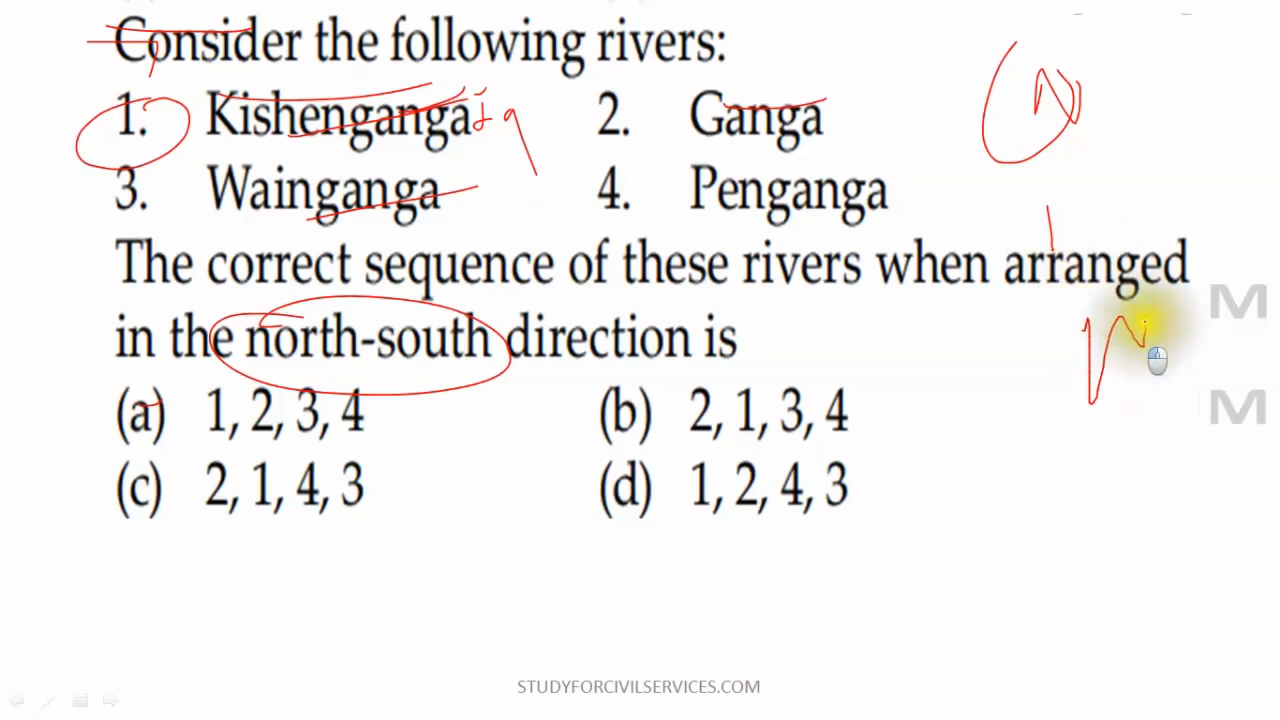 Consider the following rivers:
1. Kishenganga 2. Ganga
3. Wainganga 4. Penganga
The correct sequence of these rivers when arranged
in the north-south direction is
(a) 1, 2, 3, 4 (b) 2, 1, 3, 4
(c) 2, 1, 4, 3 (d) 1, 2, 4, 3
M
M
STUDYFORCIVILSERVICES.COM